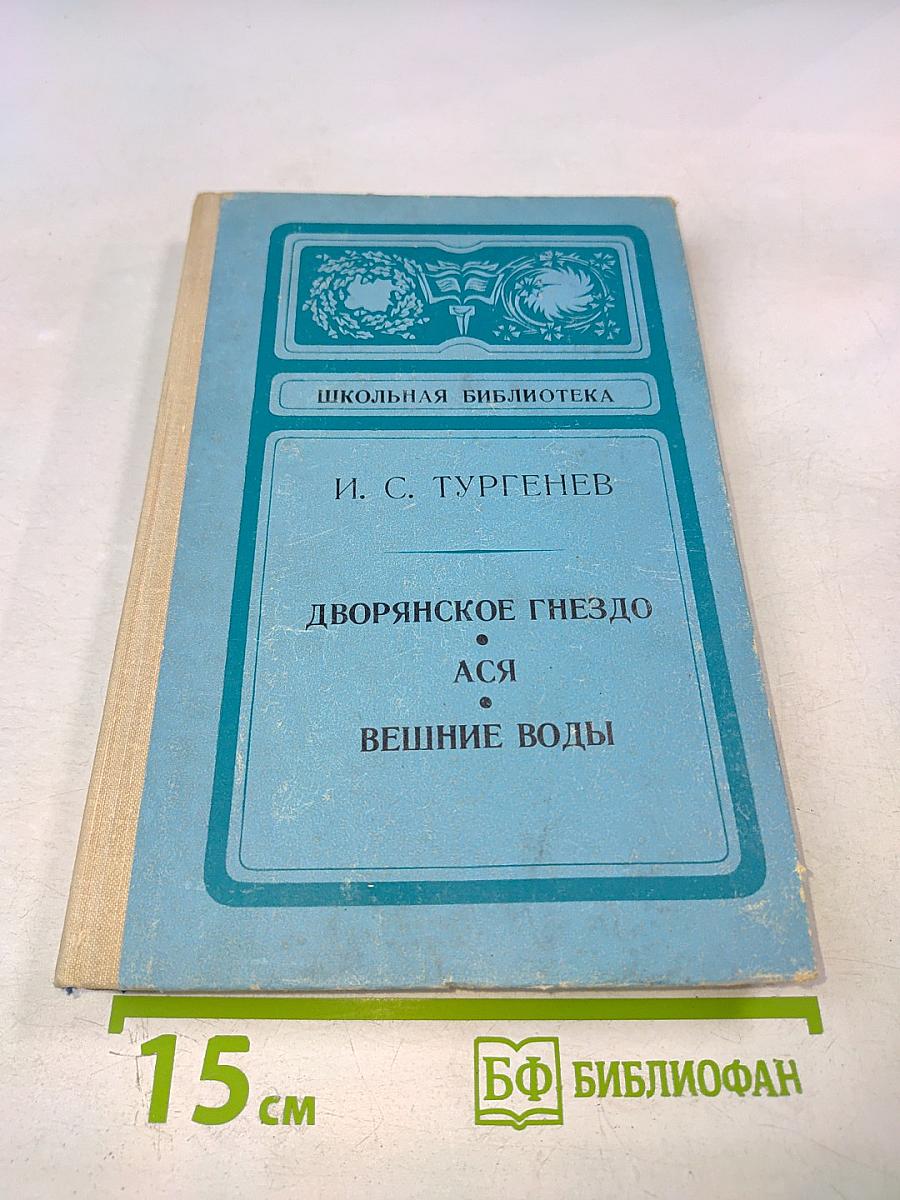 ШКОЛЬНАЯ БИБЛИОТЕКА
И. С. ТУРГЕНЕВ
ДВОРЯНСКОЕ ГНЕЗДО
•
АСЯ
•
ВЕШНИЕ ВОДЫ
15 см
БФ БИБЛИОФАН